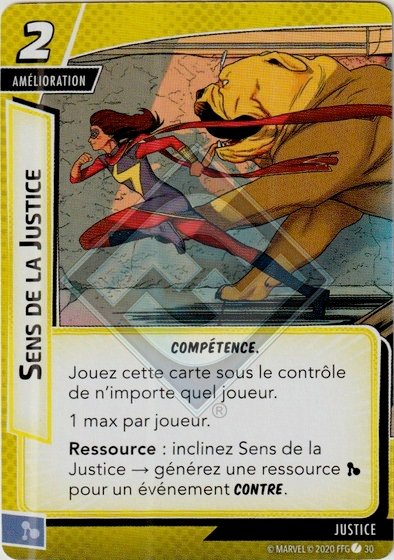 2
AMÉLIORATION
SENS DE LA JUSTICE
COMPÉTENCE.
Jouez cette carte sous le contrôle
de n'importe quel joueur.
1 max par joueur.
Ressource : inclinez Sens de la
Justice → générez une ressource
pour un événement CONTRE.
®
JUSTICE
© MARVEL © 2020 FFG 30